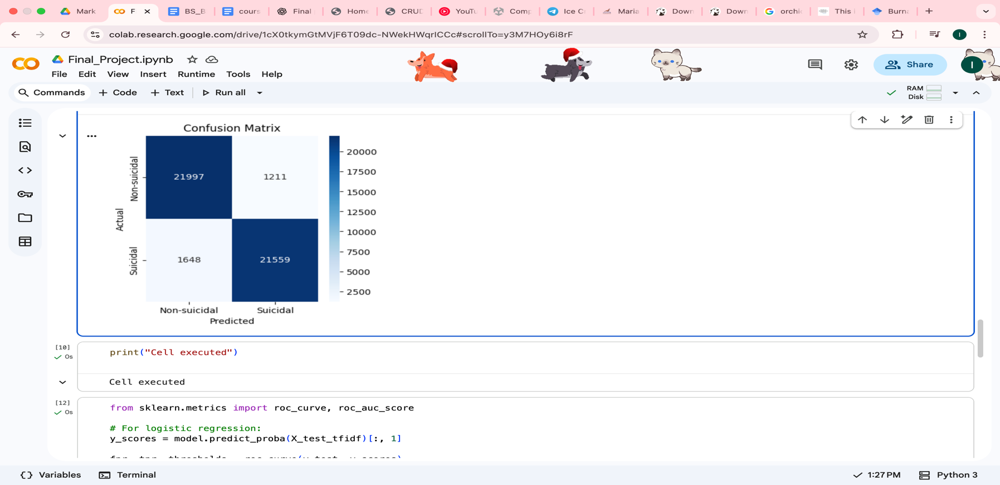 Mark
F
BS_B
cours
Final
Home
CRUD
YouTu
Comp
Ice C
Maria
Down
Down
orchi
This i
Burna
colab.research.google.com/drive/1cX0tkymGtMVjF6T09dc-NWekHWqrICCc#scrollTo=y3M7HOy6i8rF
I
Final_Project.ipynb
File Edit View Insert Runtime Tools Help
Share
I
Commands + Code + Text Run all
RAM
Disk
Confusion Matrix
Non-suicidal
Suicidal
Actual
21997 1211
1648 21559
Non-suicidal Suicidal
Predicted
20000
17500
15000
12500
10000
7500
5000
2500
[10]
0s
print("Cell executed")
Cell executed
[12]
0s
from sklearn.metrics import roc_curve, roc_auc_score
# For logistic regression:
y_scores = model.predict_proba(X_test_tfidf)[:, 1]
Variables Terminal
1:27 PM Python 3